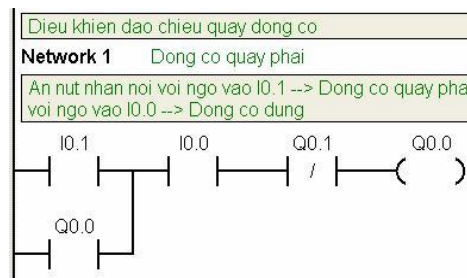 Dieu khien dao chieu quay dong co
Network 1 Dong co quay phai
An nut nhan noi voi ngo vao I0.1 --> Dong co quay pha
voi ngo vao I0.0 --> Dong co dung
I0.1 I0.0 Q0.1 Q0.0
/
Q0.0